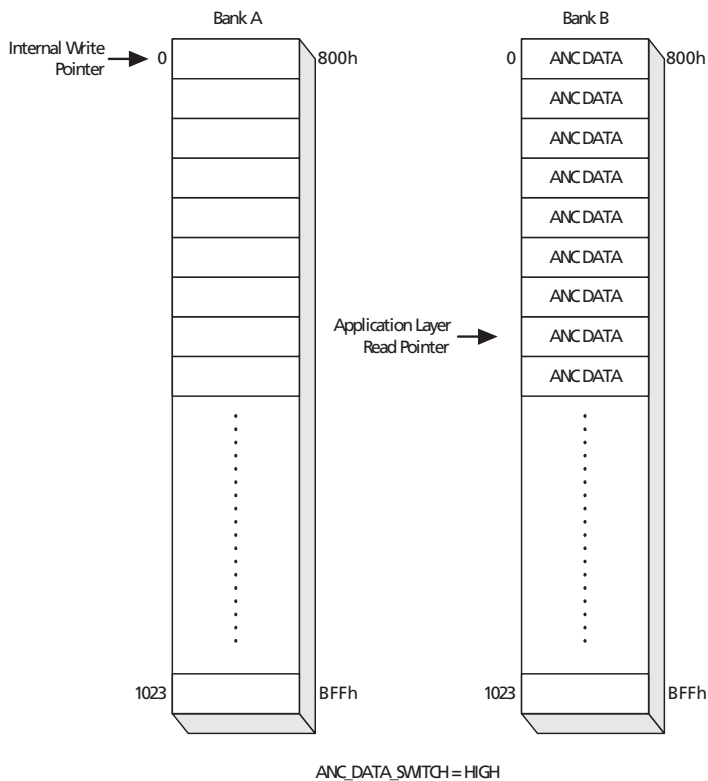 Bank A
Bank B
Internal Write
Pointer
0
800h
0
ANC DATA
800h
ANC DATA
ANC DATA
ANC DATA
ANC DATA
ANC DATA
ANC DATA
Application Layer
Read Pointer
ANC DATA
ANC DATA
1023
BFFh
1023
BFFh
ANC_DATA_SWITCH = HIGH